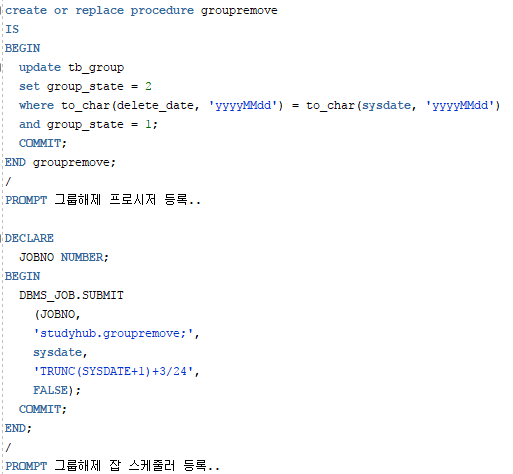 create or replace procedure groupremove
IS
BEGIN
  update tb_group
  set group_state = 2
  where to_char(delete_date, 'yyyyMMdd') = to_char(sysdate, 'yyyyMMdd')
  and group_state = 1;
  COMMIT;
END groupremove;
/
PROMPT 그룹해제 프로시저 등록..

DECLARE
  JOBNO NUMBER;
BEGIN
  DBMS_JOB.SUBMIT
    (JOBNO,
    'studyhub.groupremove;',
    sysdate,
    'TRUNC(SYSDATE+1)+3/24',
    FALSE);
  COMMIT;
END;
/
PROMPT 그룹해제 잡 스케줄러 등록..